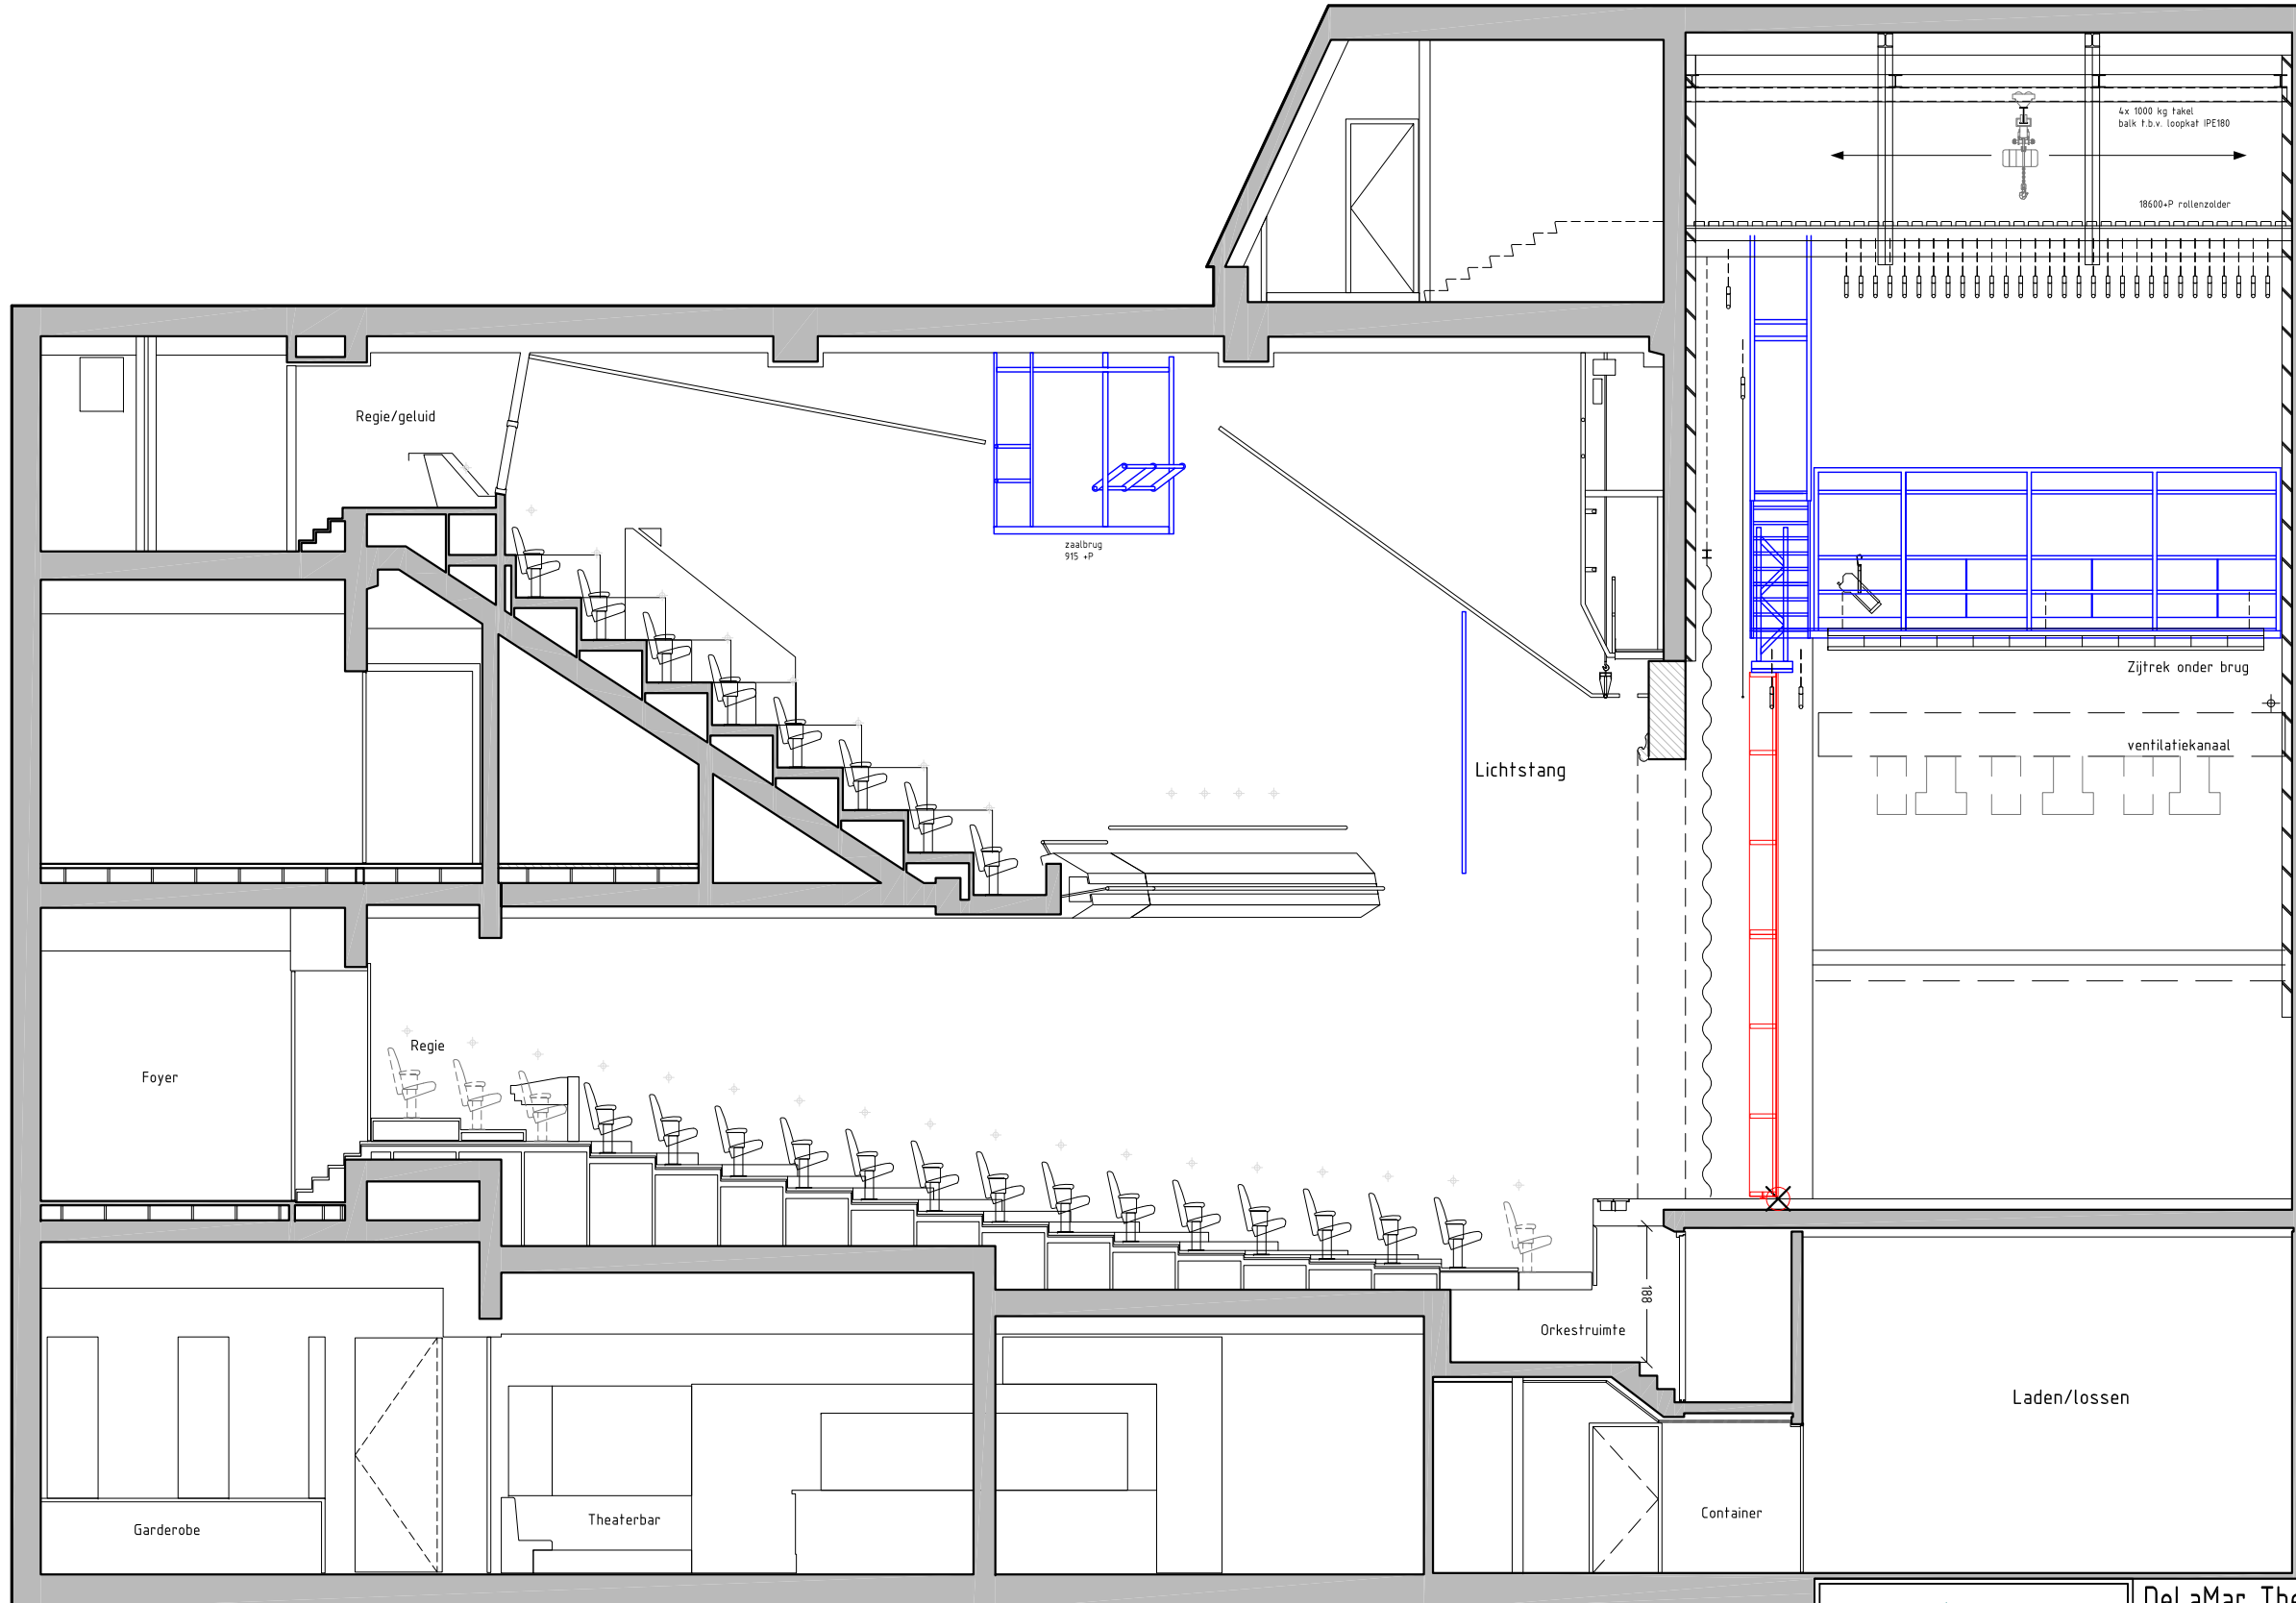 4x 1000 kg takel
balk t.b.v. loopkat IPE180
18600+P rollenzolder
Regie/geluid
zaalbrug
915 +P
Zijtrek onder brug
ventilatiekanaal
Lichtstang
Regie
Foyer
188
Orkestruimte
Laden/lossen
Container
Theaterbar
Garderobe
DeLaMar